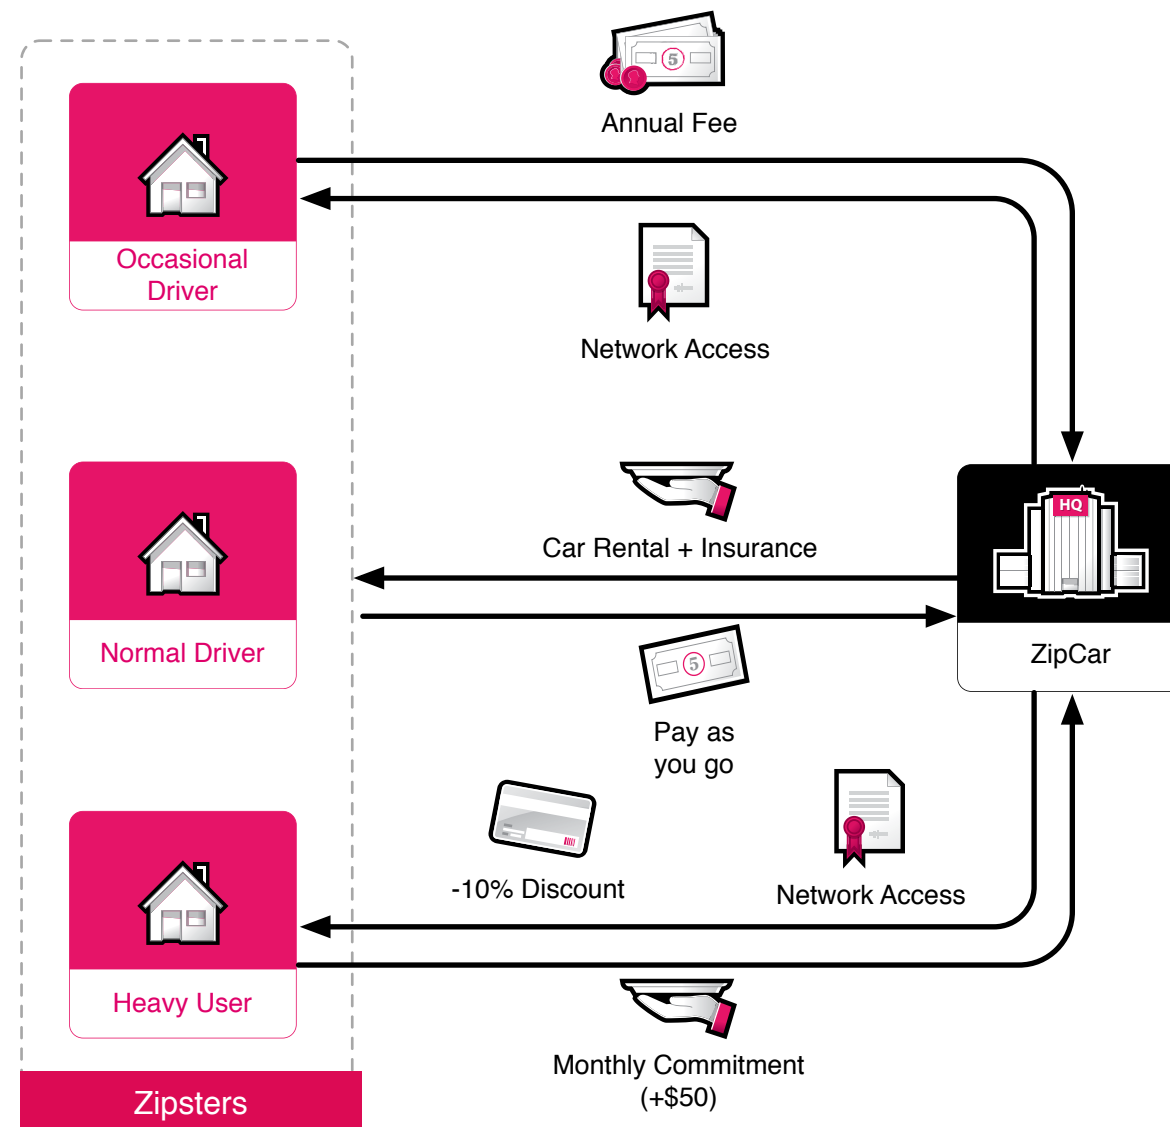 5
Annual Fee
Occasional
Driver
Network Access
Car Rental + Insurance
HQ
Normal Driver
ZipCar
5
Pay as
you go
-10% Discount
Network Access
Heavy User
Monthly Commitment
(+$50)
Zipsters